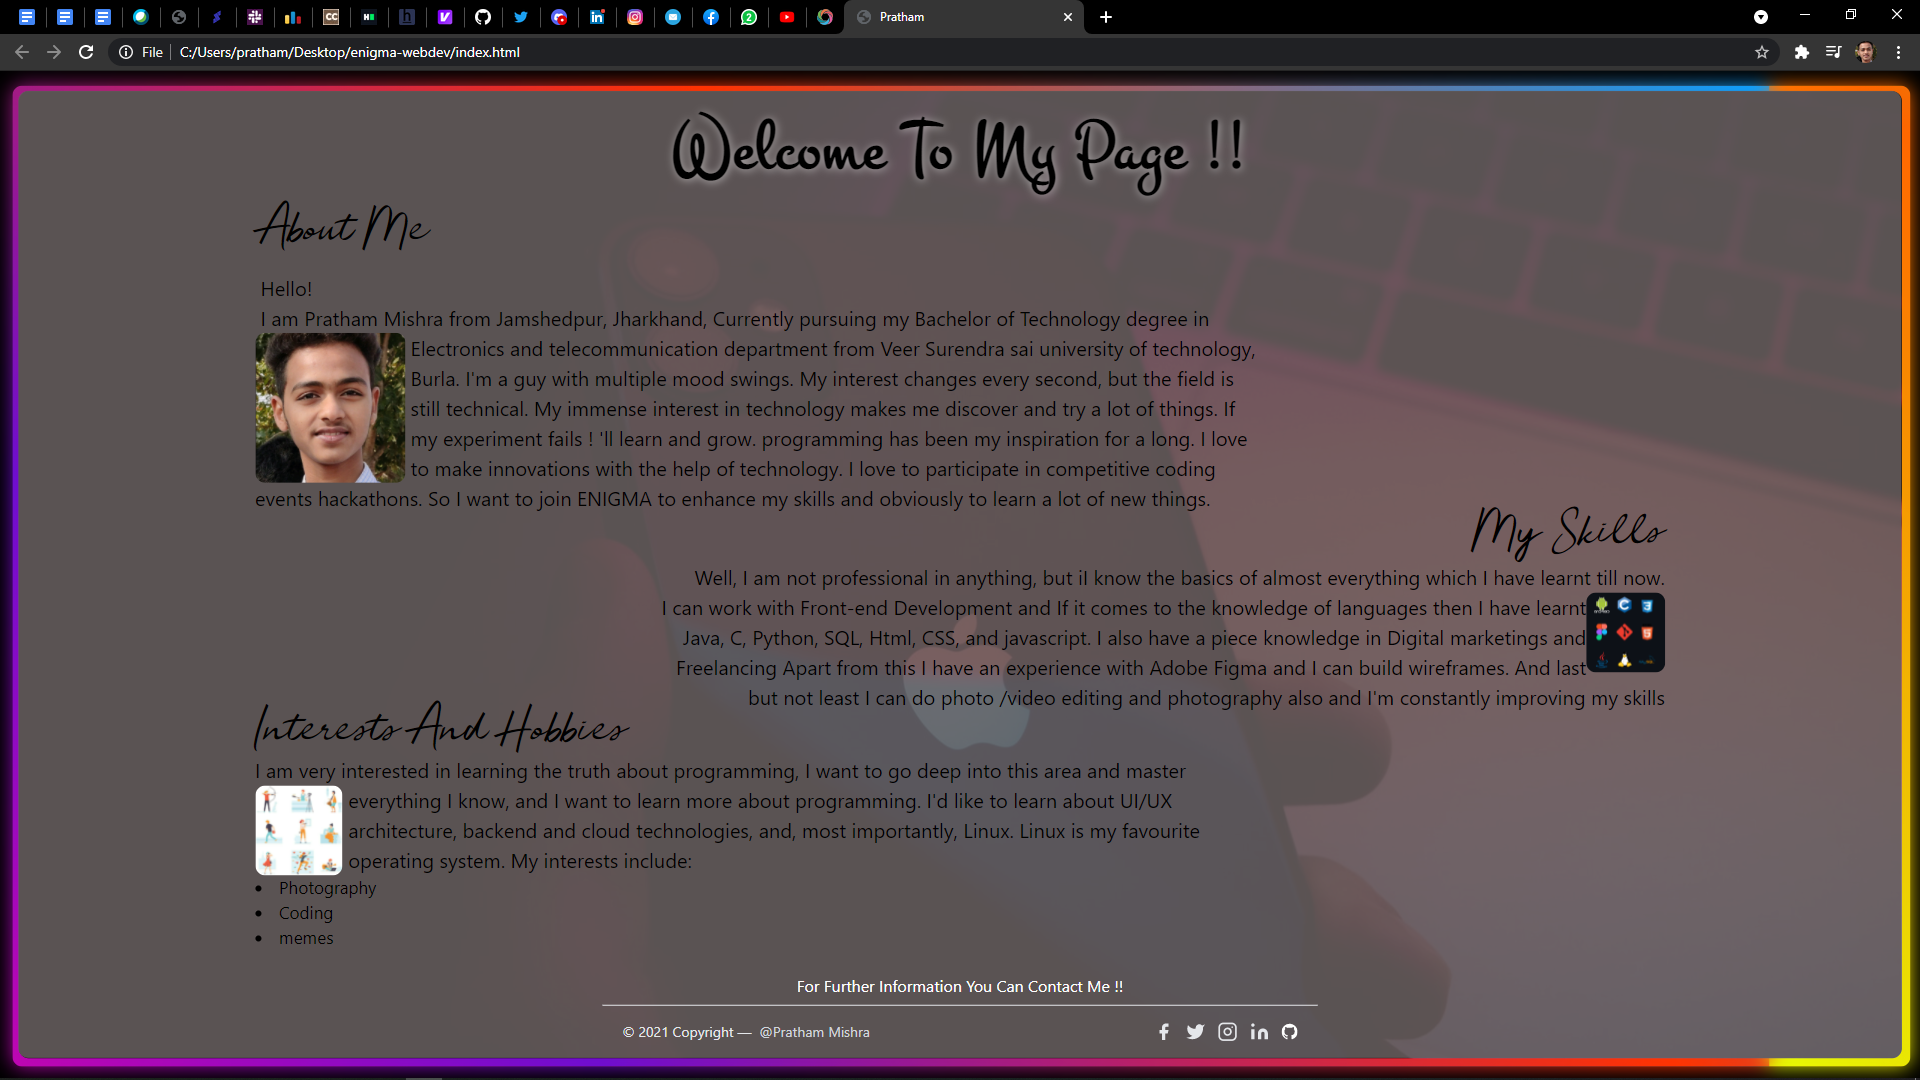 Pratham
File
C:/Users/pratham/Desktop/enigma-webdev/index.html
Welcome To My Page !!
About Me
Hello!
I am Pratham Mishra from Jamshedpur, Jharkhand, Currently pursuing my Bachelor of Technology degree in
Electronics and telecommunication department from Veer Surendra sai university of technology,
Burla. I'm a guy with multiple mood swings. My interest changes every second, but the field is
still technical. My immense interest in technology makes me discover and try a lot of things. If
my experiment fails ! 'll learn and grow. programming has been my inspiration for a long. I love
to make innovations with the help of technology. I love to participate in competitive coding
events hackathons. So I want to join ENIGMA to enhance my skills and obviously to learn a lot of new things.
My Skills
Well, I am not professional in anything, but iI know the basics of almost everything which I have learnt till now.
I can work with Front-end Development and If it comes to the knowledge of languages then I have learnt
Java, C, Python, SQL, Html, CSS, and javascript. I also have a piece knowledge in Digital marketings and
Freelancing Apart from this I have an experience with Adobe Figma and I can build wireframes. And last
but not least I can do photo /video editing and photography also and I'm constantly improving my skills
Interests And Hobbies
I am very interested in learning the truth about programming, I want to go deep into this area and master
everything I know, and I want to learn more about programming. I'd like to learn about UI/UX
architecture, backend and cloud technologies, and, most importantly, Linux. Linux is my favourite
operating system. My interests include:
• Photography
• Coding
• memes
For Further Information You Can Contact Me !!
© 2021 Copyright — @Pratham Mishra